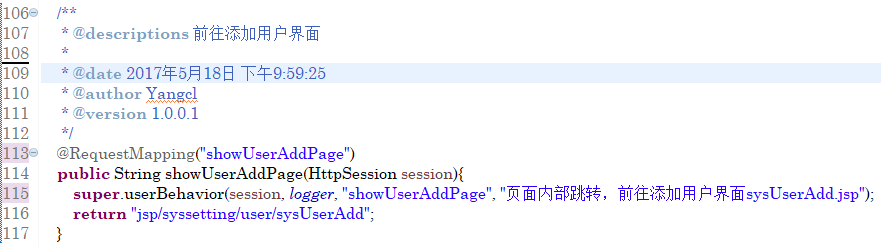 106 /**
107 * @descriptions 前往添加用户界面
108 *
109 * @date 2017年5月18日 下午9:59:25
110 * @author Yangcl
111 * @version 1.0.0.1
112 */
113 @RequestMapping("showUserAddPage")
114 public String showUserAddPage(HttpSession session){
115 super.userBehavior(session, logger, "showUserAddPage", "页面内部跳转，前往添加用户界面sysUserAdd.jsp");
116 return "jsp/syssetting/user/sysUserAdd";
117 }